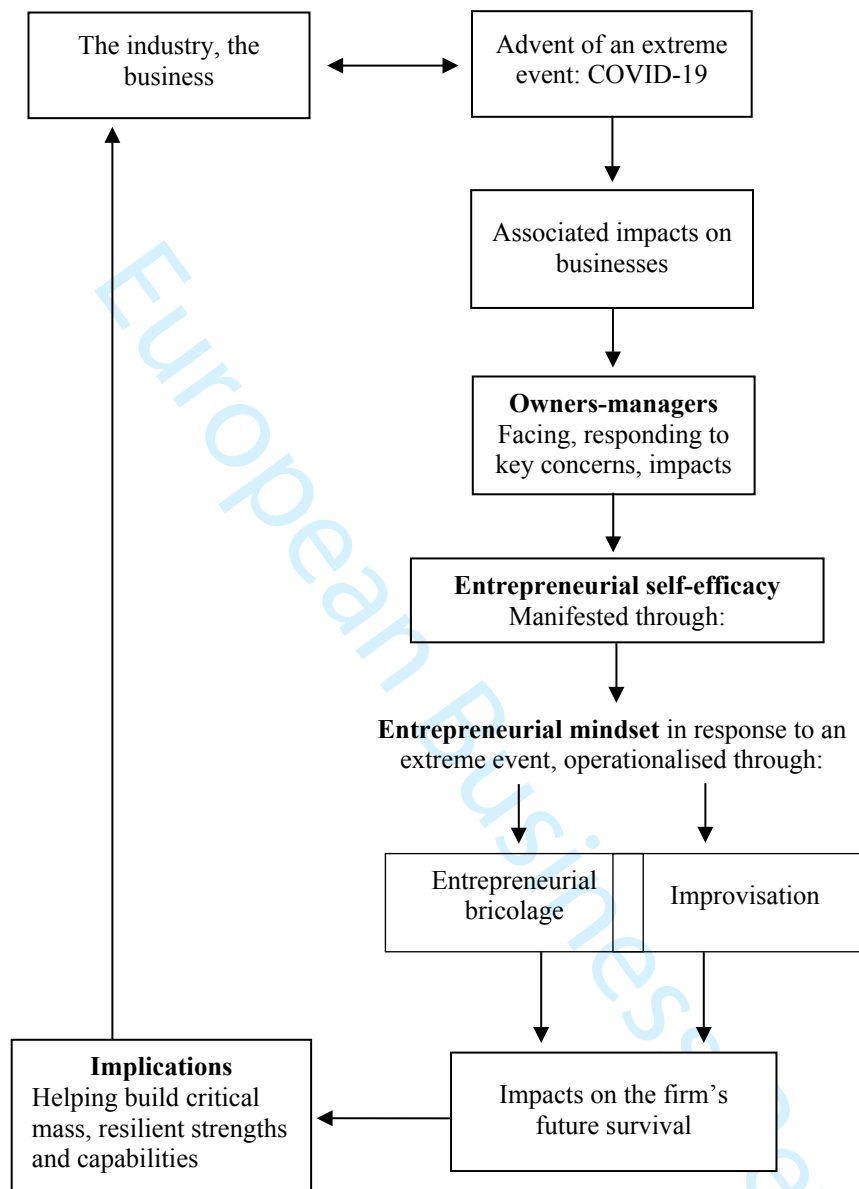 The industry, the
business
Advent of an extreme
event: COVID-19
Associated impacts on
businesses
Owners-managers
Facing, responding to
key concerns, impacts
Entrepreneurial self-efficacy
Manifested through:
Entrepreneurial mindset in response to an
extreme event, operationalised through:
Entrepreneurial
bricolage
Improvisation
Implications
Helping build critical
mass, resilient strengths
and capabilities
Impacts on the firm’s
future survival
European Business